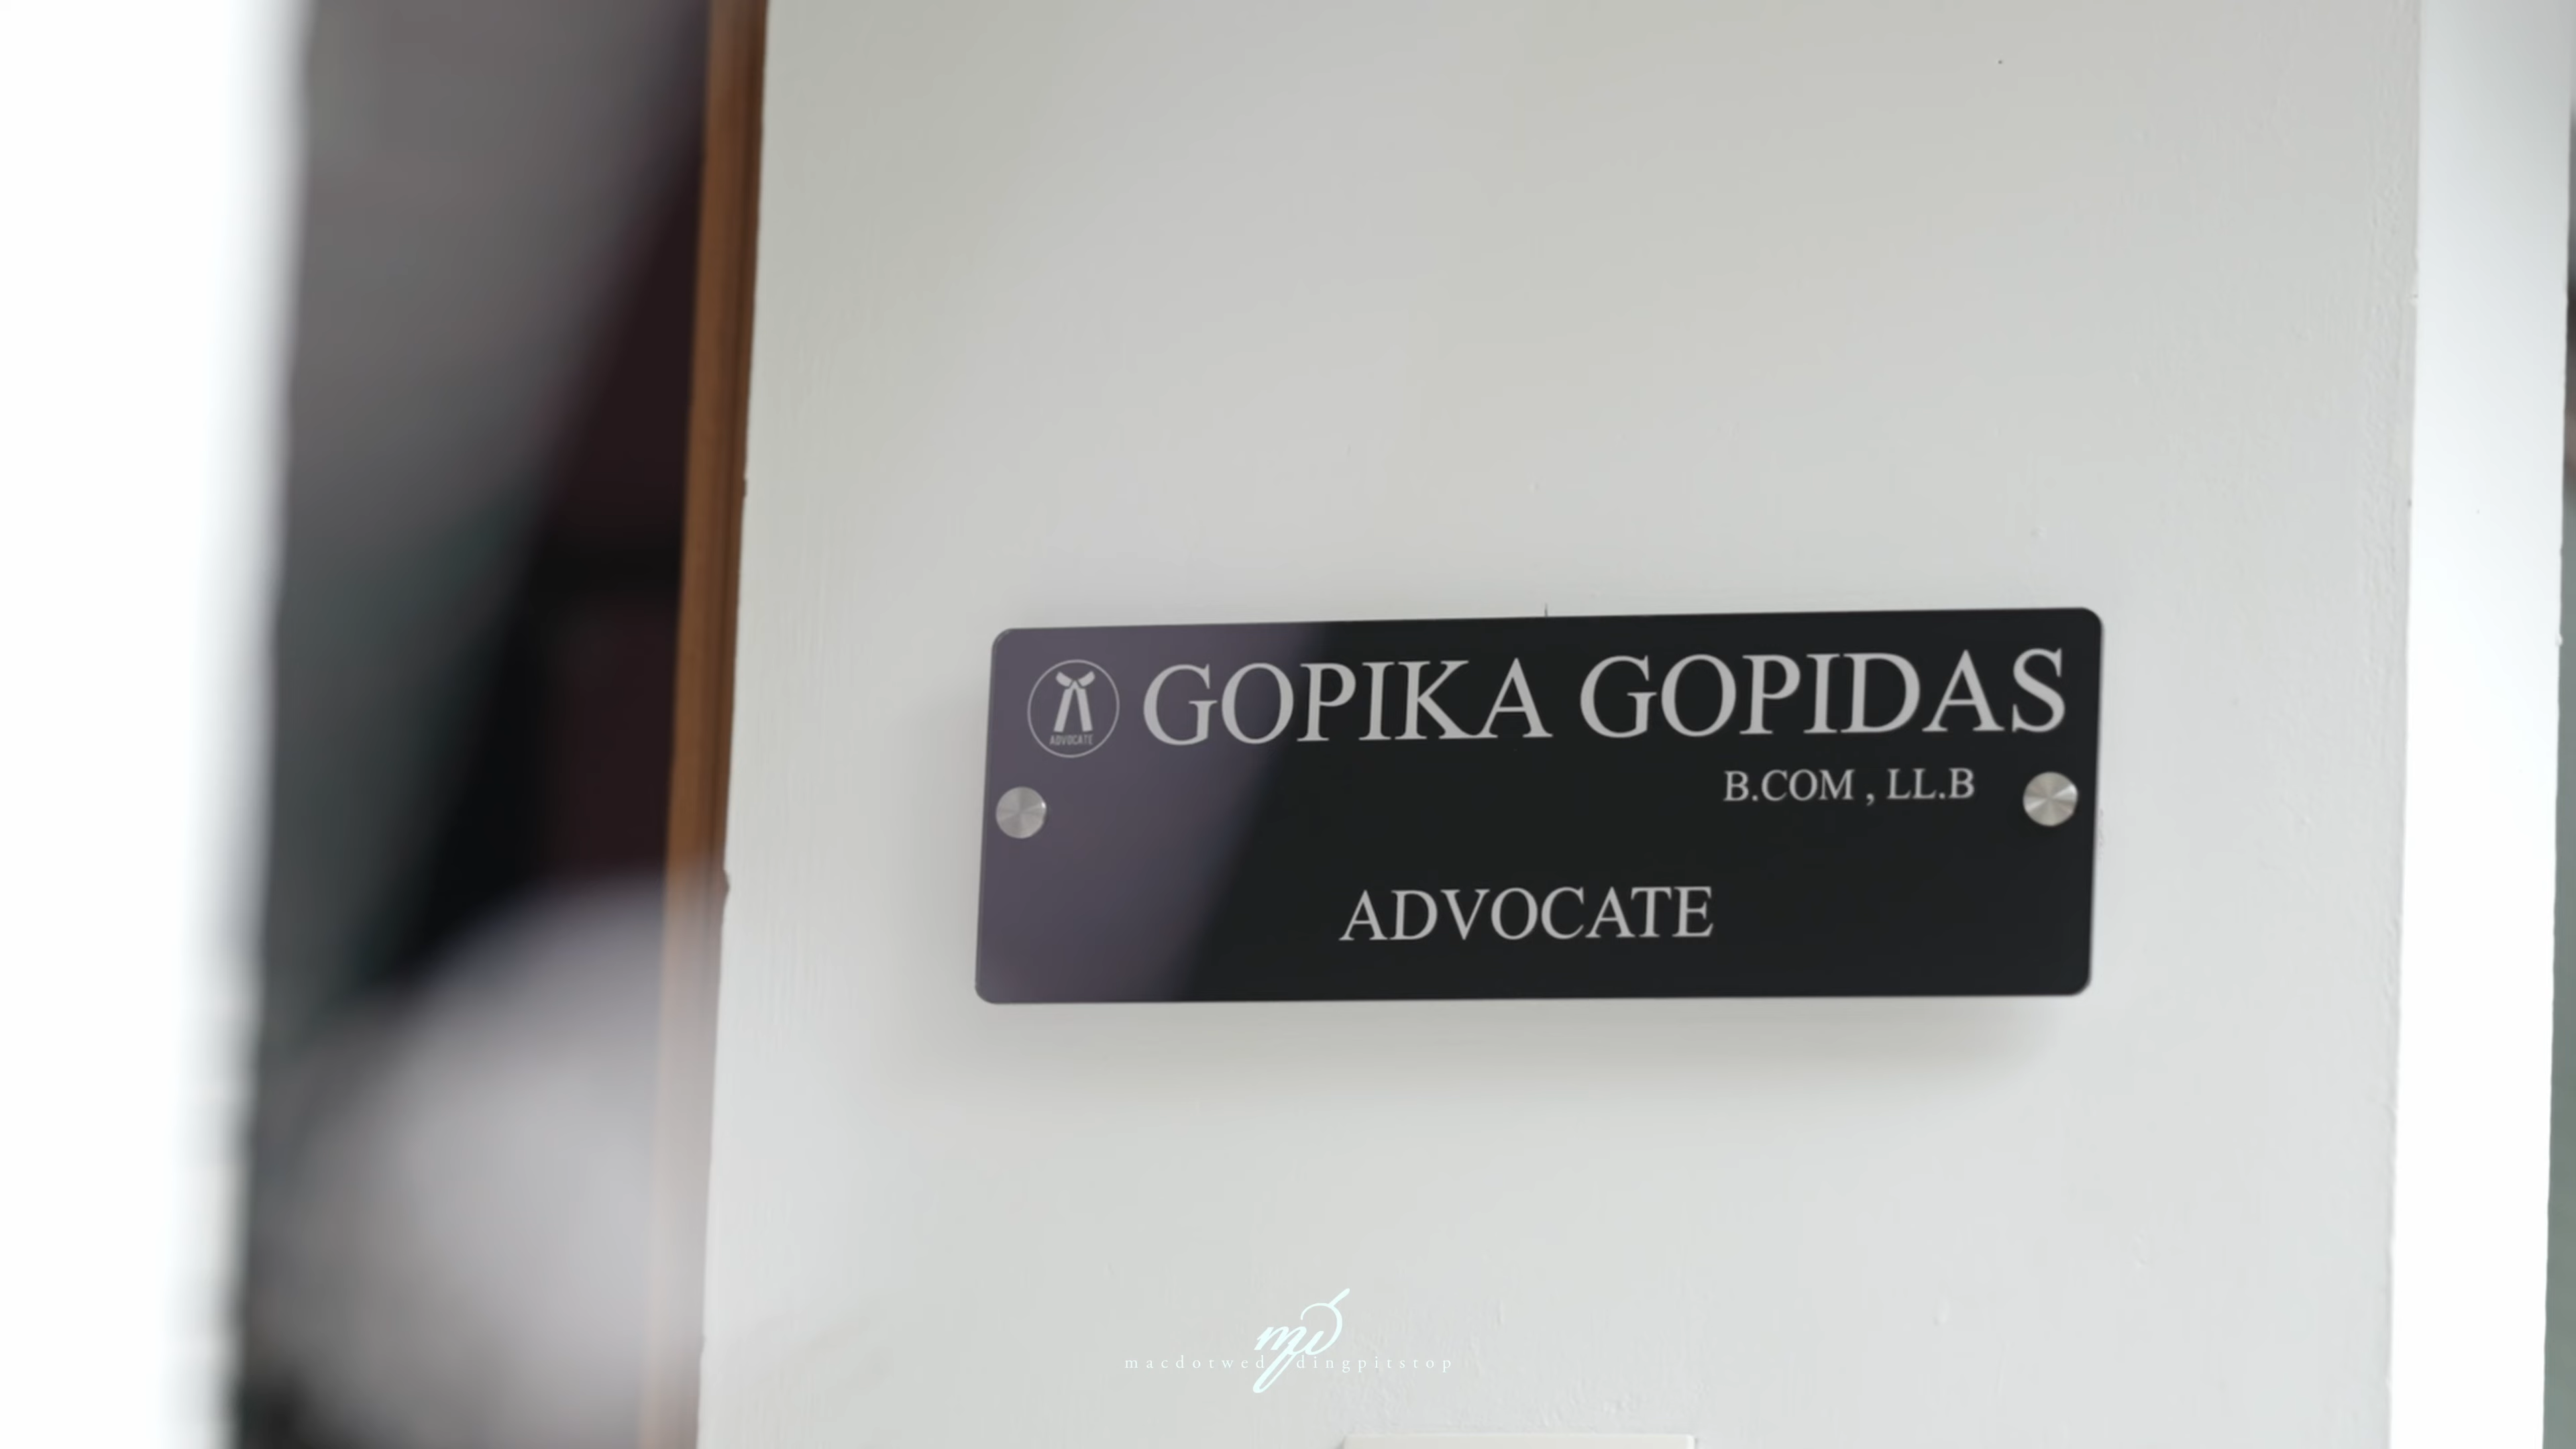 GOPIKA GOPIDAS
ADVOCATE
B.COM , LL.B
ADVOCATE
macdotweddingpitstop